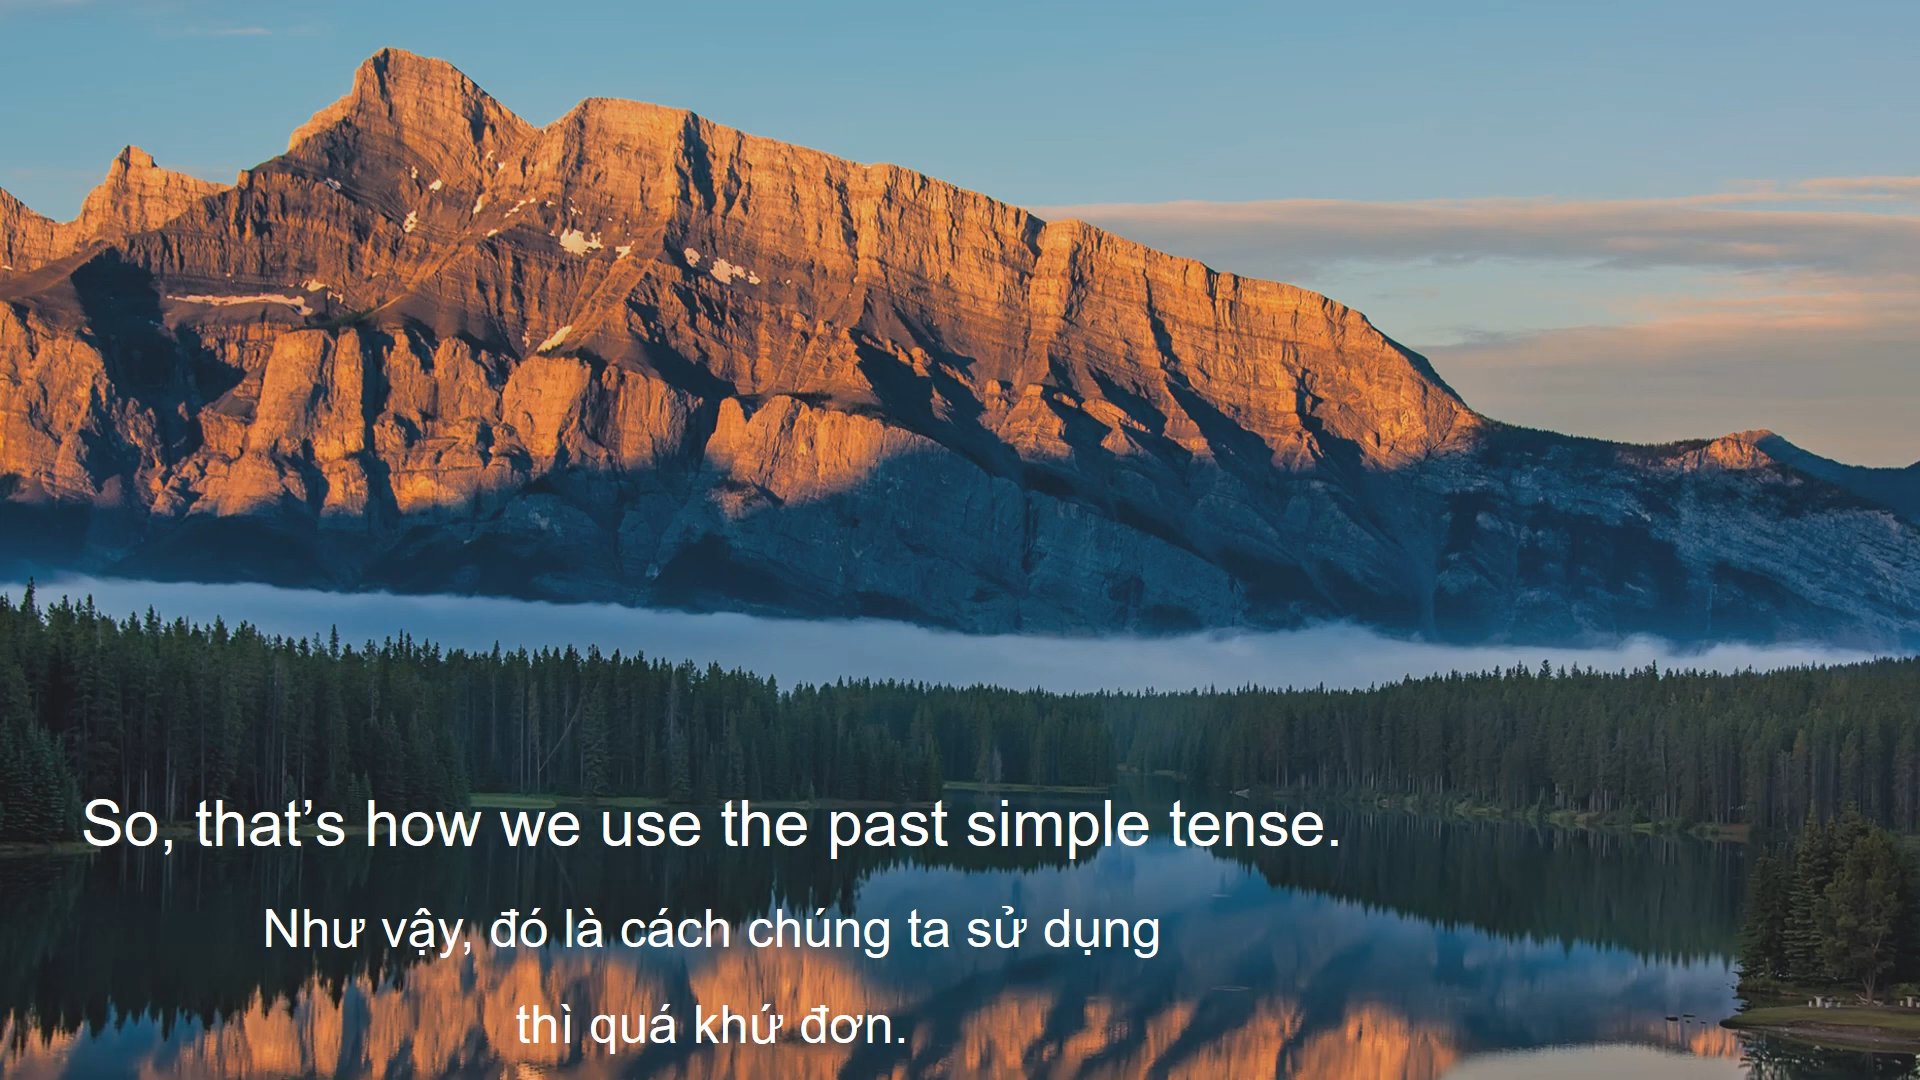 So, that’s how we use the past simple tense.
Như vậy, đó là cách chúng ta sử dụng
thì quá khứ đơn.